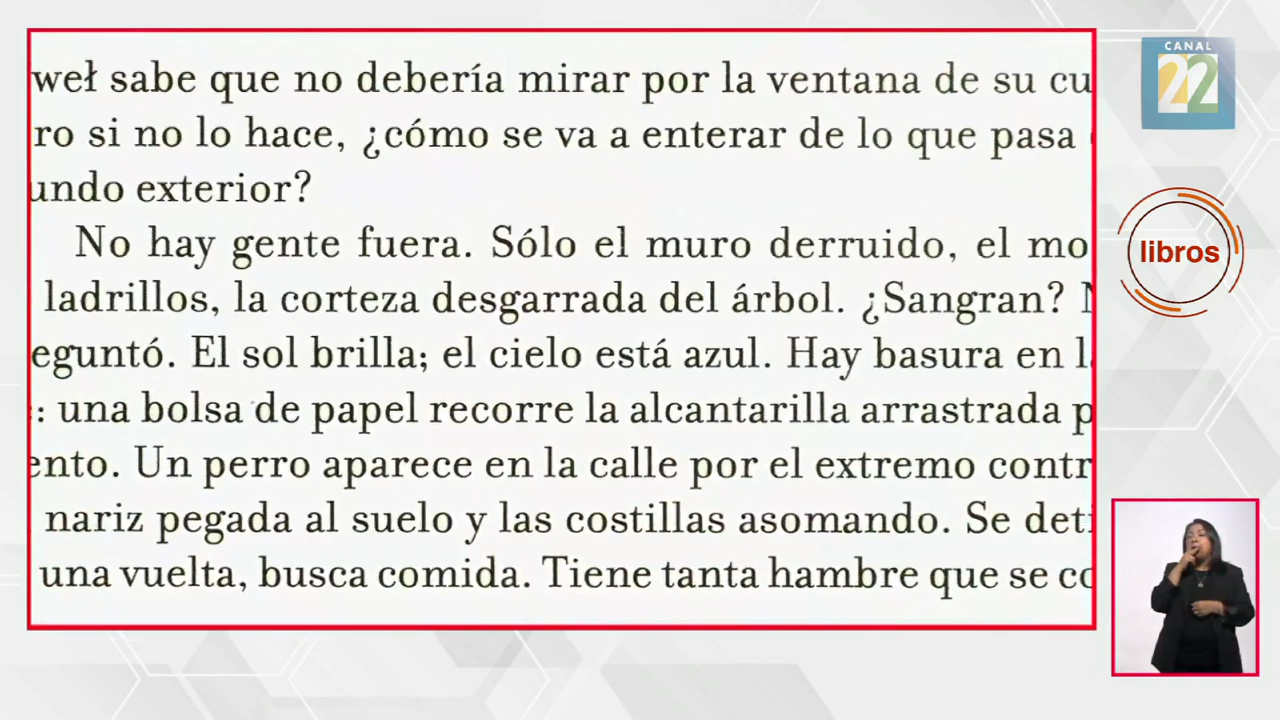 weł sabe que no debería mirar por la ventana de su cu
ro si no lo hace, ¿cómo se va a enterar de lo que pasa
undo exterior?
No hay gente fuera. Sólo el muro derruido, el mo
ladrillos, la corteza desgarrada del árbol. ¿Sangran? N
eguntó. El sol brilla; el cielo está azul. Hay basura en l
: una bolsa de papel recorre la alcantarilla arrastrada p
ento. Un perro aparece en la calle por el extremo contr
nariz pegada al suelo y las costillas asomando. Se deti
una vuelta, busca comida. Tiene tanta hambre que se co
CANAL
22
libros